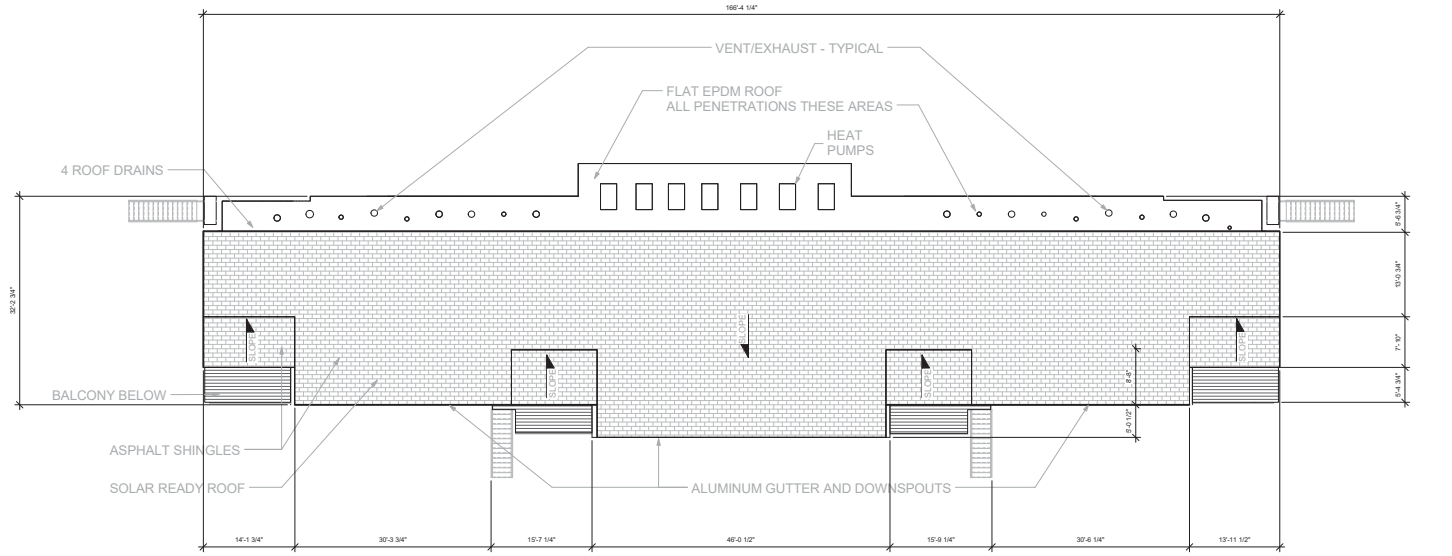 166'-4 1/4"
VENT/EXHAUST - TYPICAL
FLAT EPDM ROOF
ALL PENETRATIONS THESE AREAS
HEAT
PUMPS
4 ROOF DRAINS
5'-6 3/4"
32'-2 3/4"
13'-0 3/4"
SLOPE
SLOPE
SLOPE
7'-10"
SLOPE
SLOPE
8'-6"
BALCONY BELOW
5'-4 3/4"
ASPHALT SHINGLES
SOLAR READY ROOF
ALUMINUM GUTTER AND DOWNSPOUTS
14'-1 3/4"
30'-3 3/4"
15'-7 1/4"
46'-0 1/2"
15'-9 1/4"
30'-6 1/4"
13'-11 1/2"